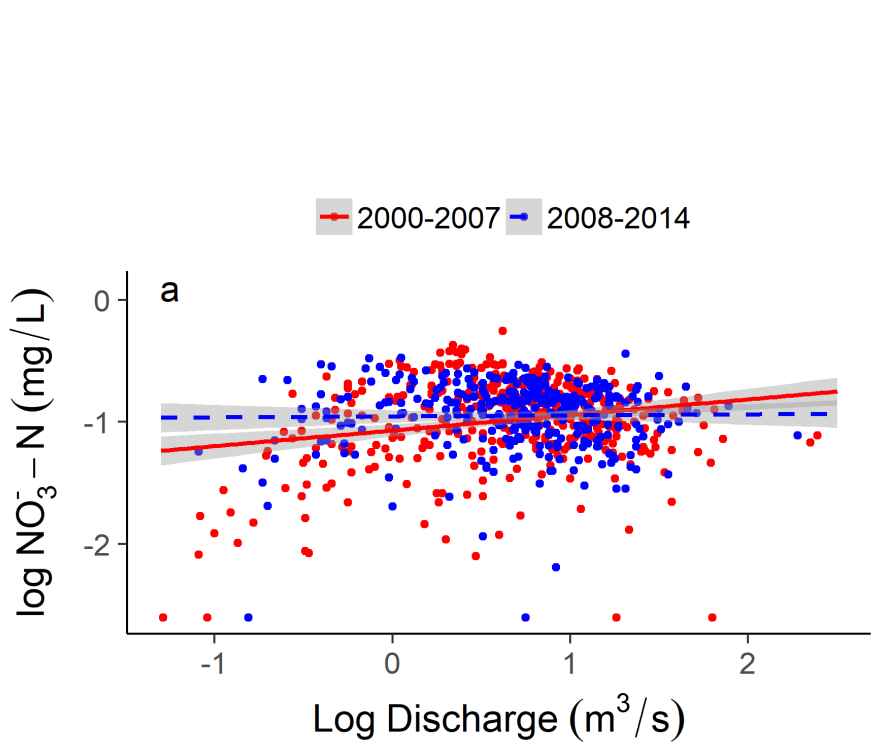 2000-2007 2008-2014
a
0
-1
-2
log NO₃⁻ – N (mg/L)
-1 0 1 2
Log Discharge (m³/s)